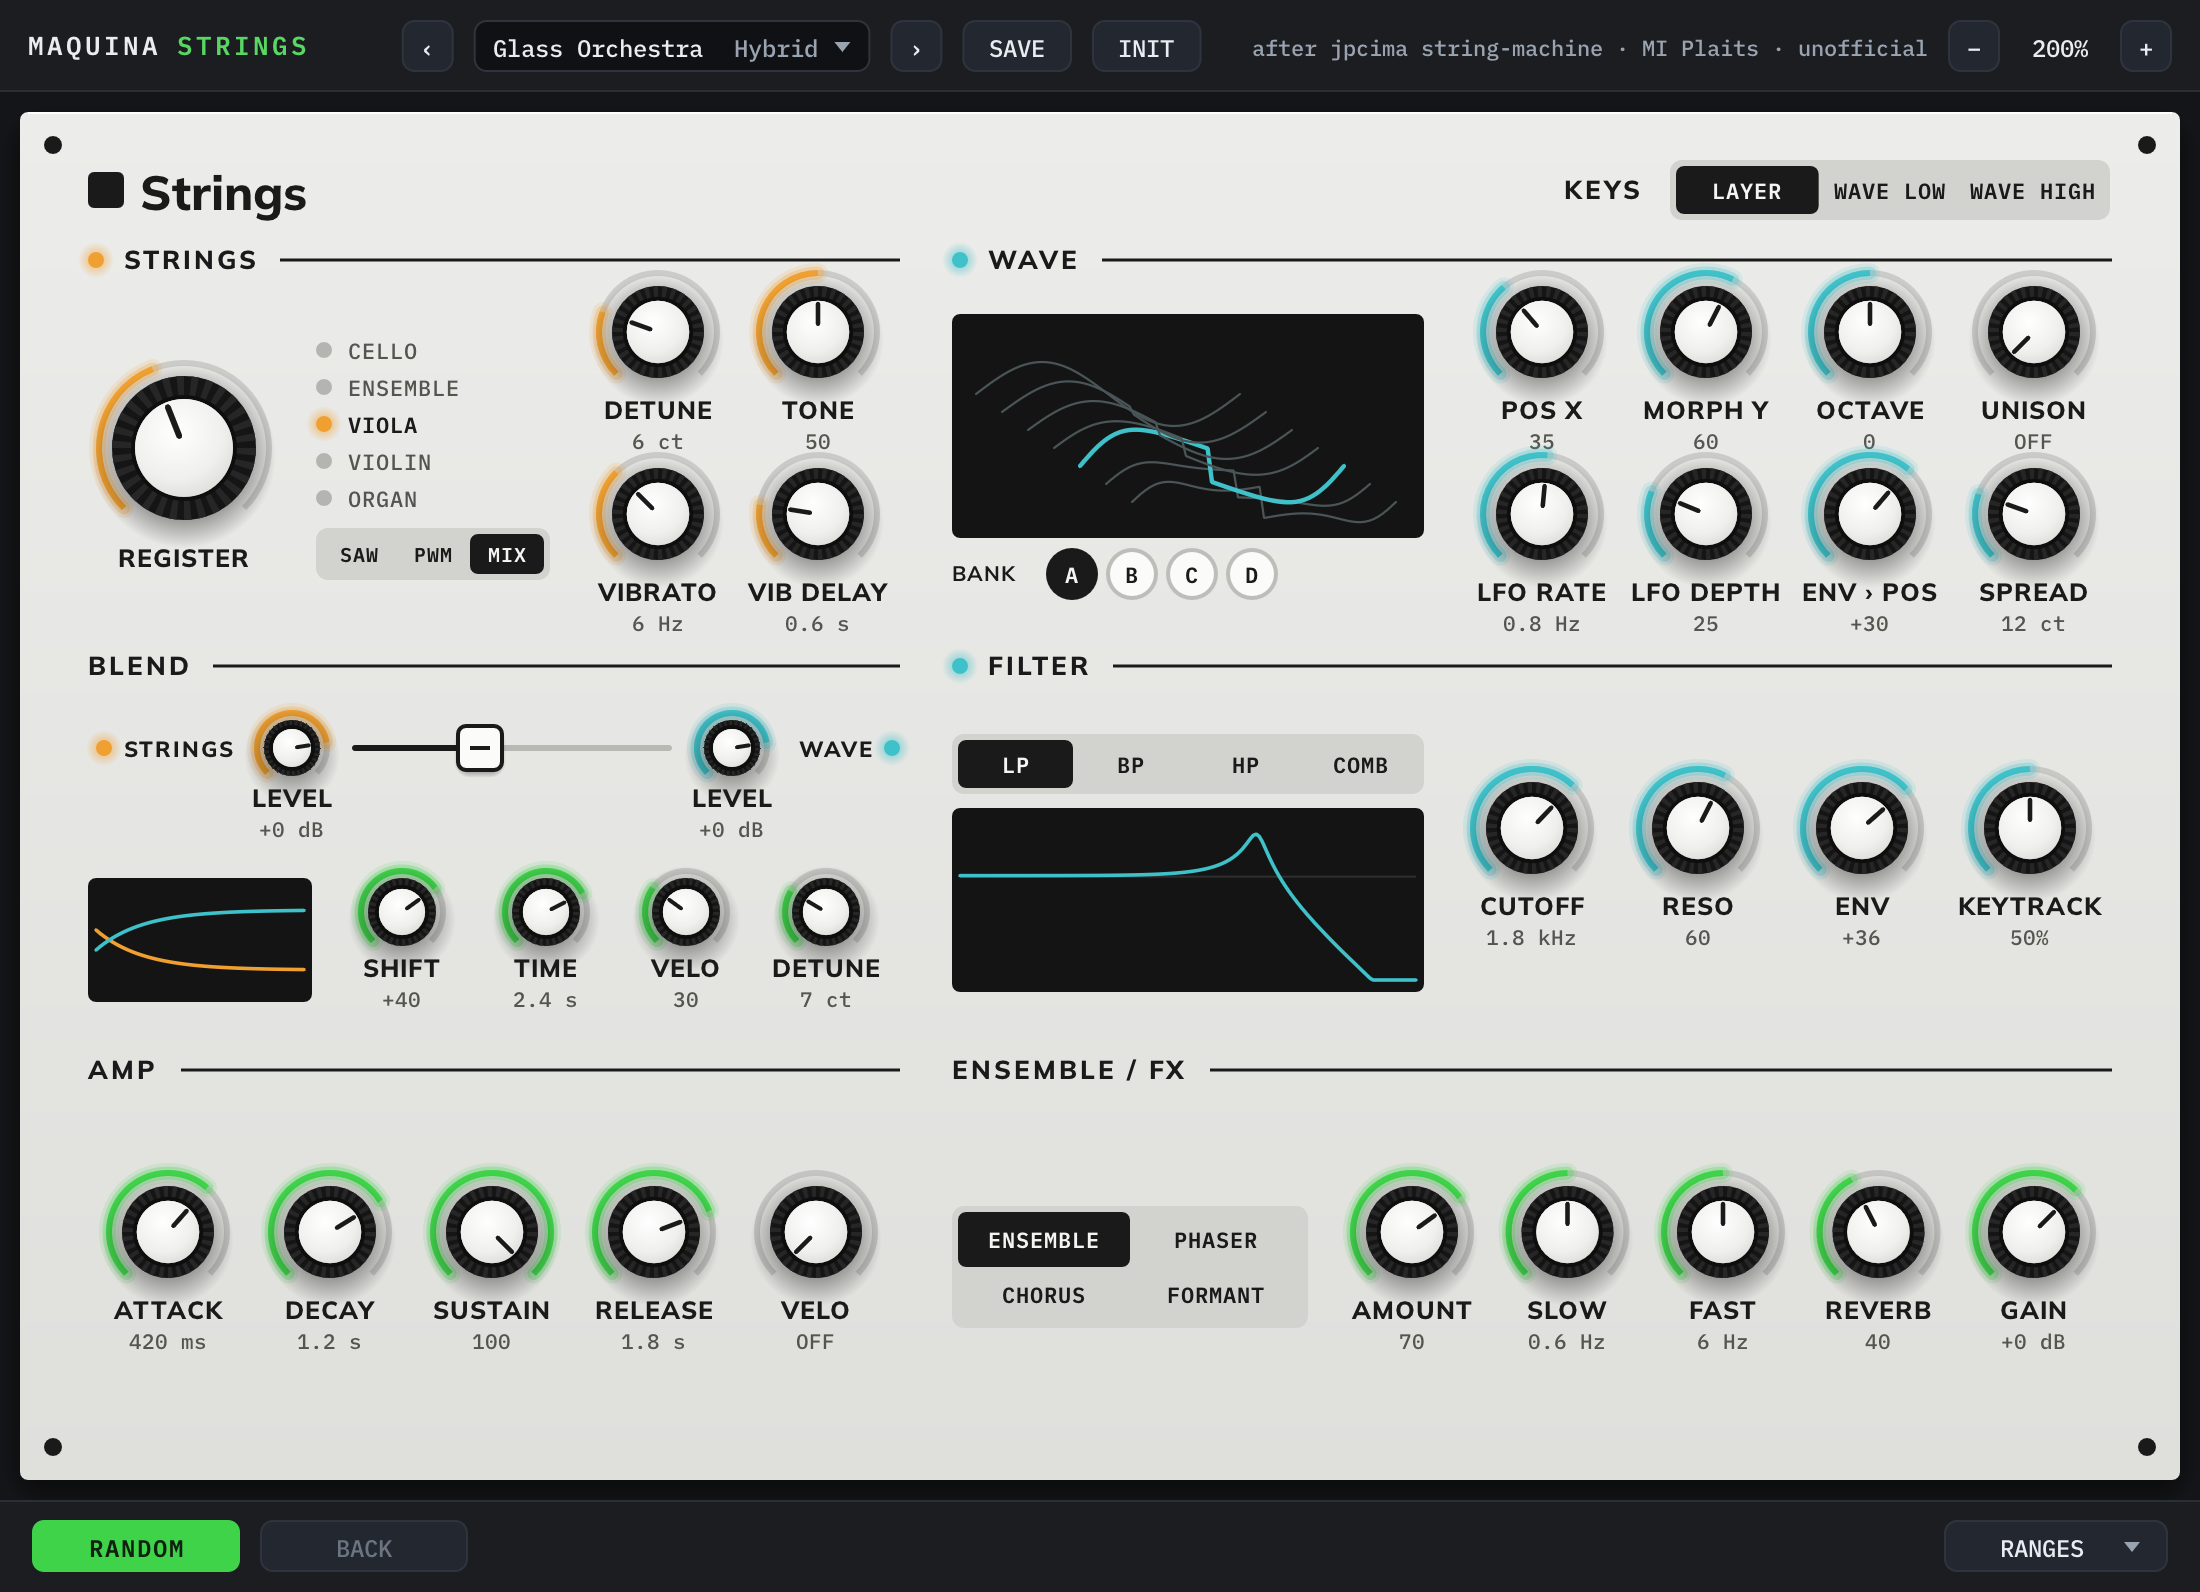 MAQUINA STRINGS
‹
Glass Orchestra Hybrid
›
SAVE
INIT
after jpcima string-machine · MI Plaits · unofficial
−
200%
+
Strings
KEYS
LAYER WAVE LOW WAVE HIGH
STRINGS
CELLO
ENSEMBLE
VIOLA
VIOLIN
ORGAN
REGISTER
SAW PWM MIX
DETUNE TONE
6 ct 50
VIBRATO VIB DELAY
6 Hz 0.6 s
WAVE
BANK A B C D
POS X MORPH Y OCTAVE UNISON
35 60 0 OFF
LFO RATE LFO DEPTH ENV › POS SPREAD
0.8 Hz 25 +30 12 ct
BLEND
STRINGS WAVE
LEVEL LEVEL
+0 dB +0 dB
SHIFT TIME VELO DETUNE
+40 2.4 s 30 7 ct
FILTER
LP BP HP COMB
CUTOFF RESO ENV KEYTRACK
1.8 kHz 60 +36 50%
AMP
ATTACK DECAY SUSTAIN RELEASE VELO
420 ms 1.2 s 100 1.8 s OFF
ENSEMBLE / FX
ENSEMBLE PHASER
CHORUS FORMANT
AMOUNT SLOW FAST REVERB GAIN
70 0.6 Hz 6 Hz 40 +0 dB
RANDOM
BACK
RANGES